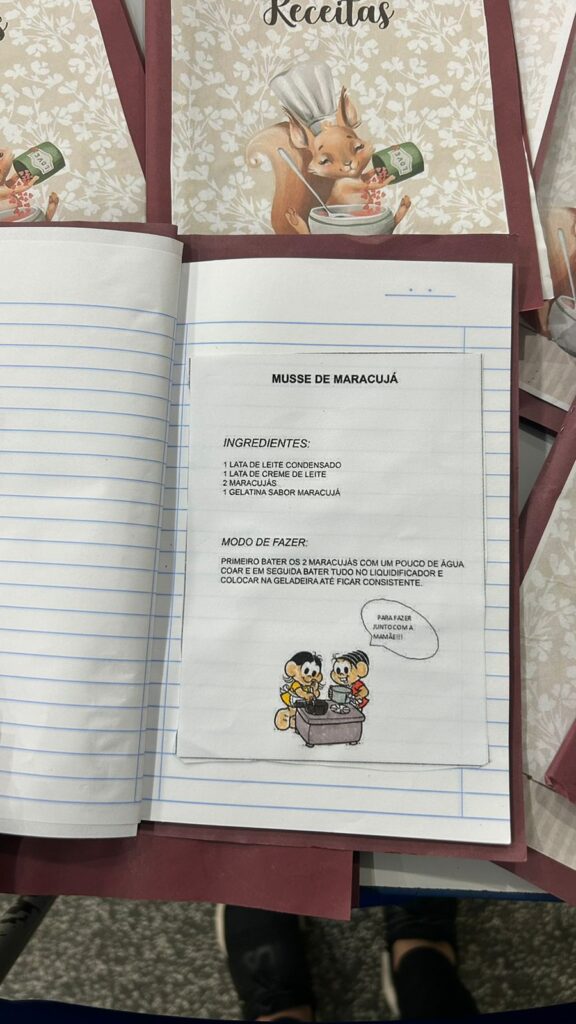 Receitas
LOVE
MUSSE DE MARACUJÁ
INGREDIENTES:
1 LATA DE LEITE CONDENSADO
1 LATA DE CREME DE LEITE
2 MARACUJÁS
1 GELATINA SABOR MARACUJÁ
MODO DE FAZER:
PRIMEIRO BATER OS 2 MARACUJÁS COM UM POUCO DE ÁGUA
COAR E EM SEGUIDA BATER TUDO NO LIQUIDIFICADOR E
COLOCAR NA GELADEIRA ATÉ FICAR CONSISTENTE.
PARA FAZER
JUNTO COM A
MAMÃE!!!